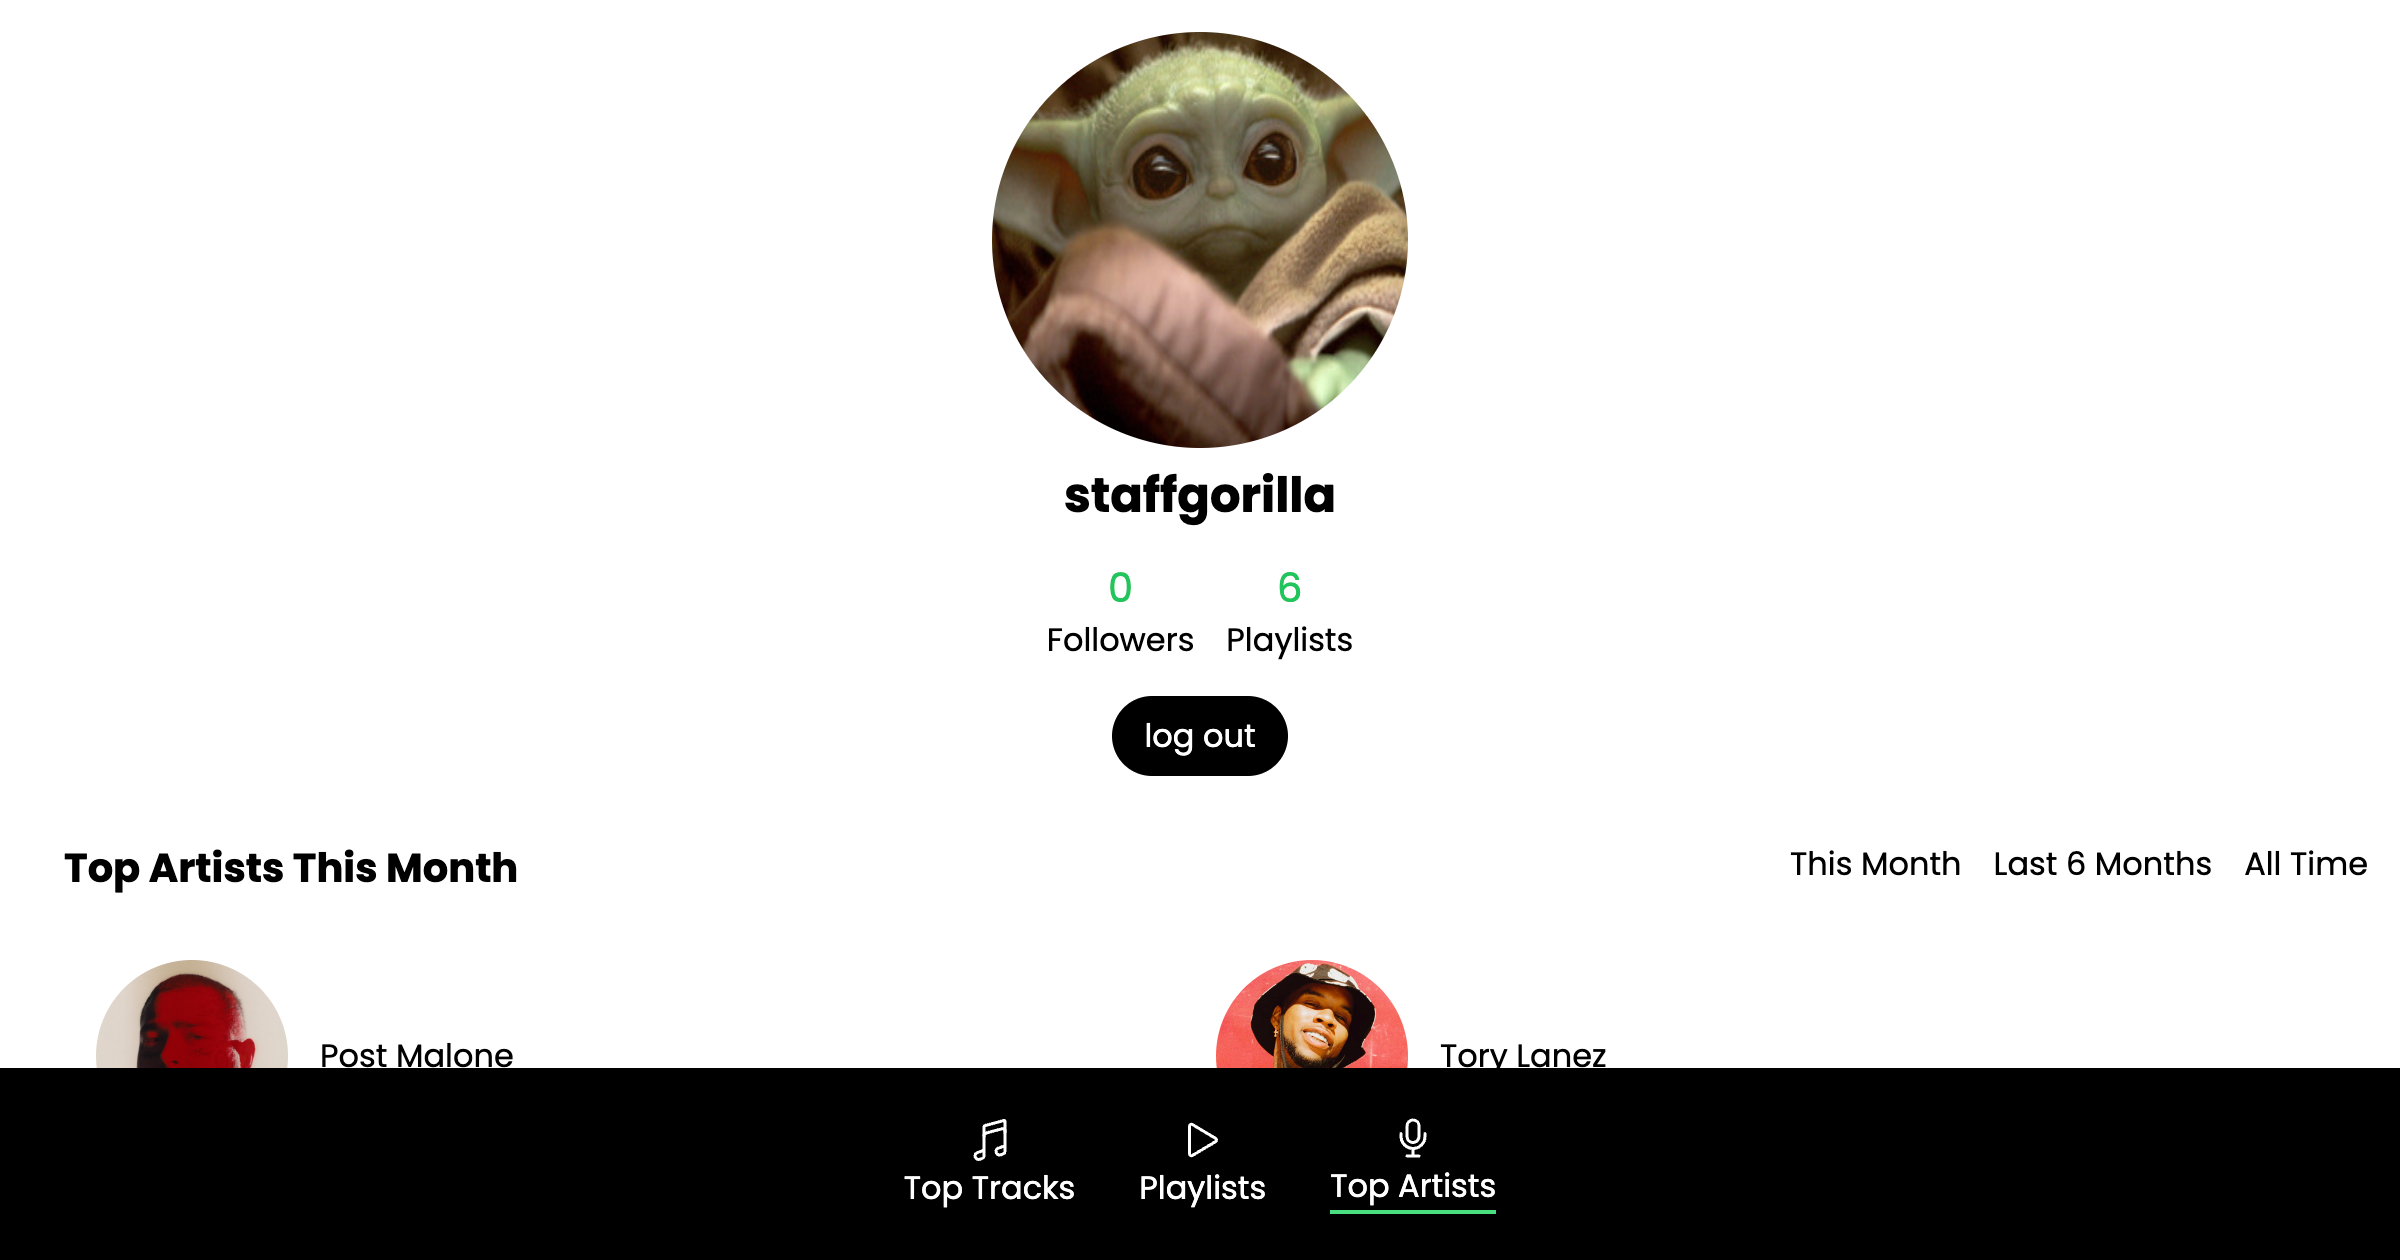 staffgorilla
0 6
Followers Playlists
log out
Top Artists This Month
This Month Last 6 Months All Time
Post Malone Tory Lanez
Top Tracks Playlists Top Artists